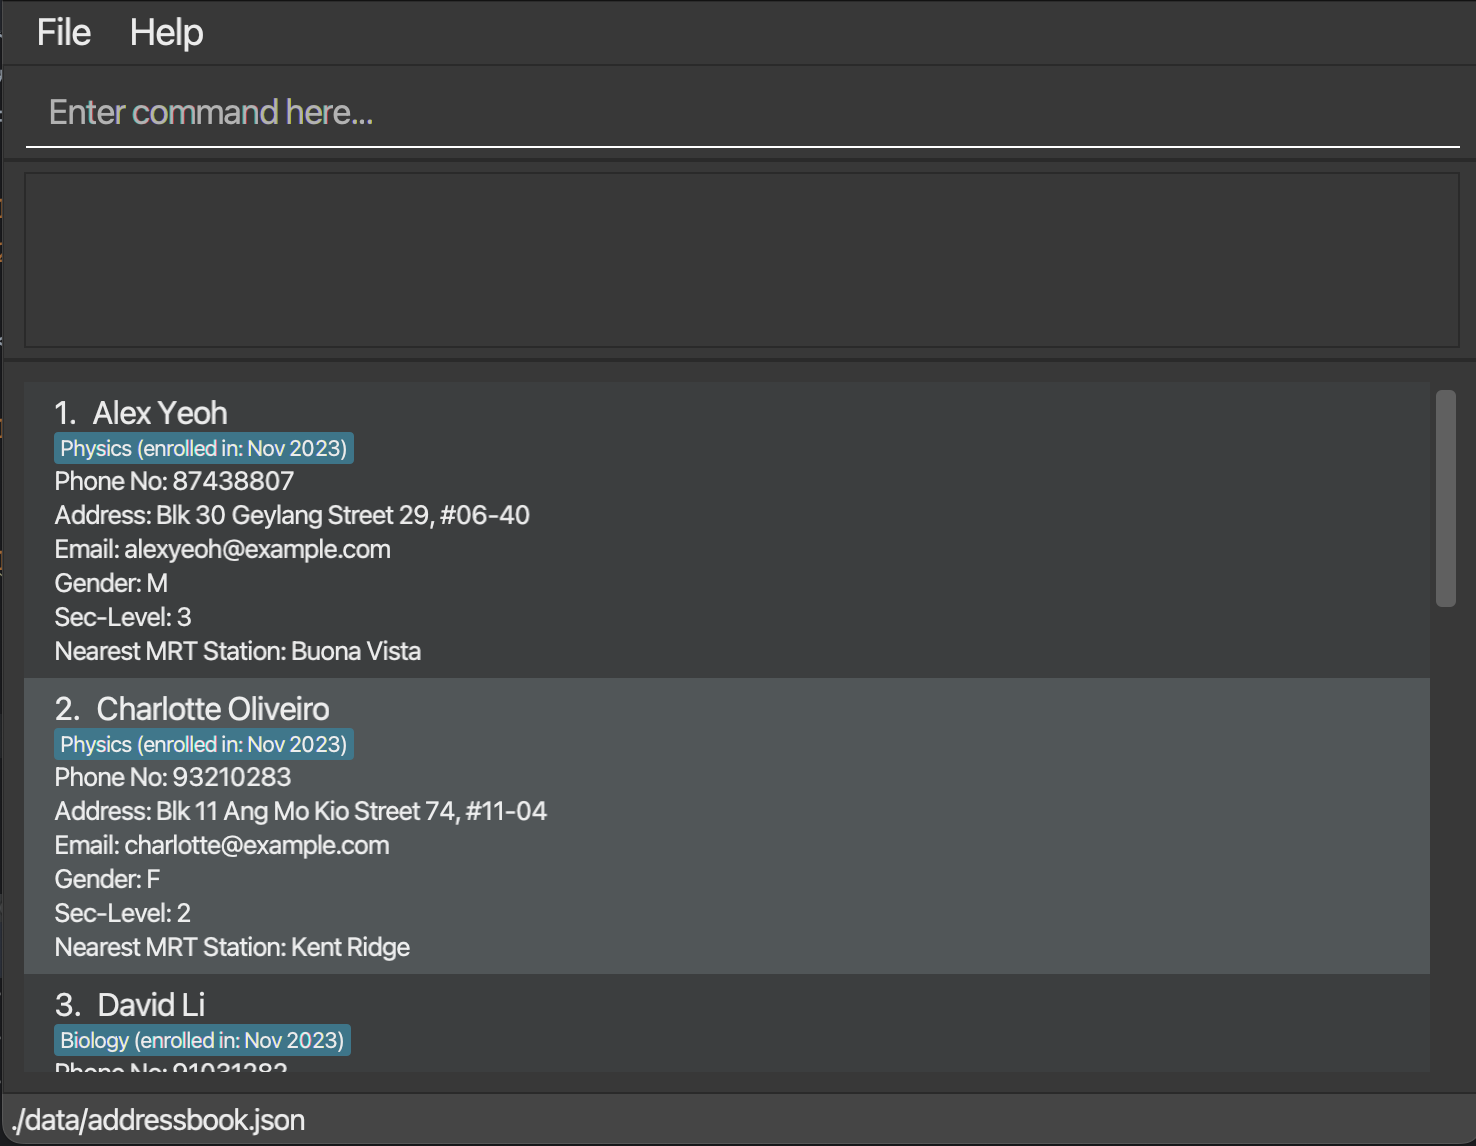 File Help
Enter command here...
1. Alex Yeoh
Physics (enrolled in: Nov 2023)
Phone No: 87438807
Address: Blk 30 Geylang Street 29, #06-40
Email: alexyeoh@example.com
Gender: M
Sec-Level: 3
Nearest MRT Station: Buona Vista
2. Charlotte Oliveiro
Physics (enrolled in: Nov 2023)
Phone No: 93210283
Address: Blk 11 Ang Mo Kio Street 74, #11-04
Email: charlotte@example.com
Gender: F
Sec-Level: 2
Nearest MRT Station: Kent Ridge
3. David Li
Biology (enrolled in: Nov 2023)
Phone No: 91031282
./data/addressbook.json